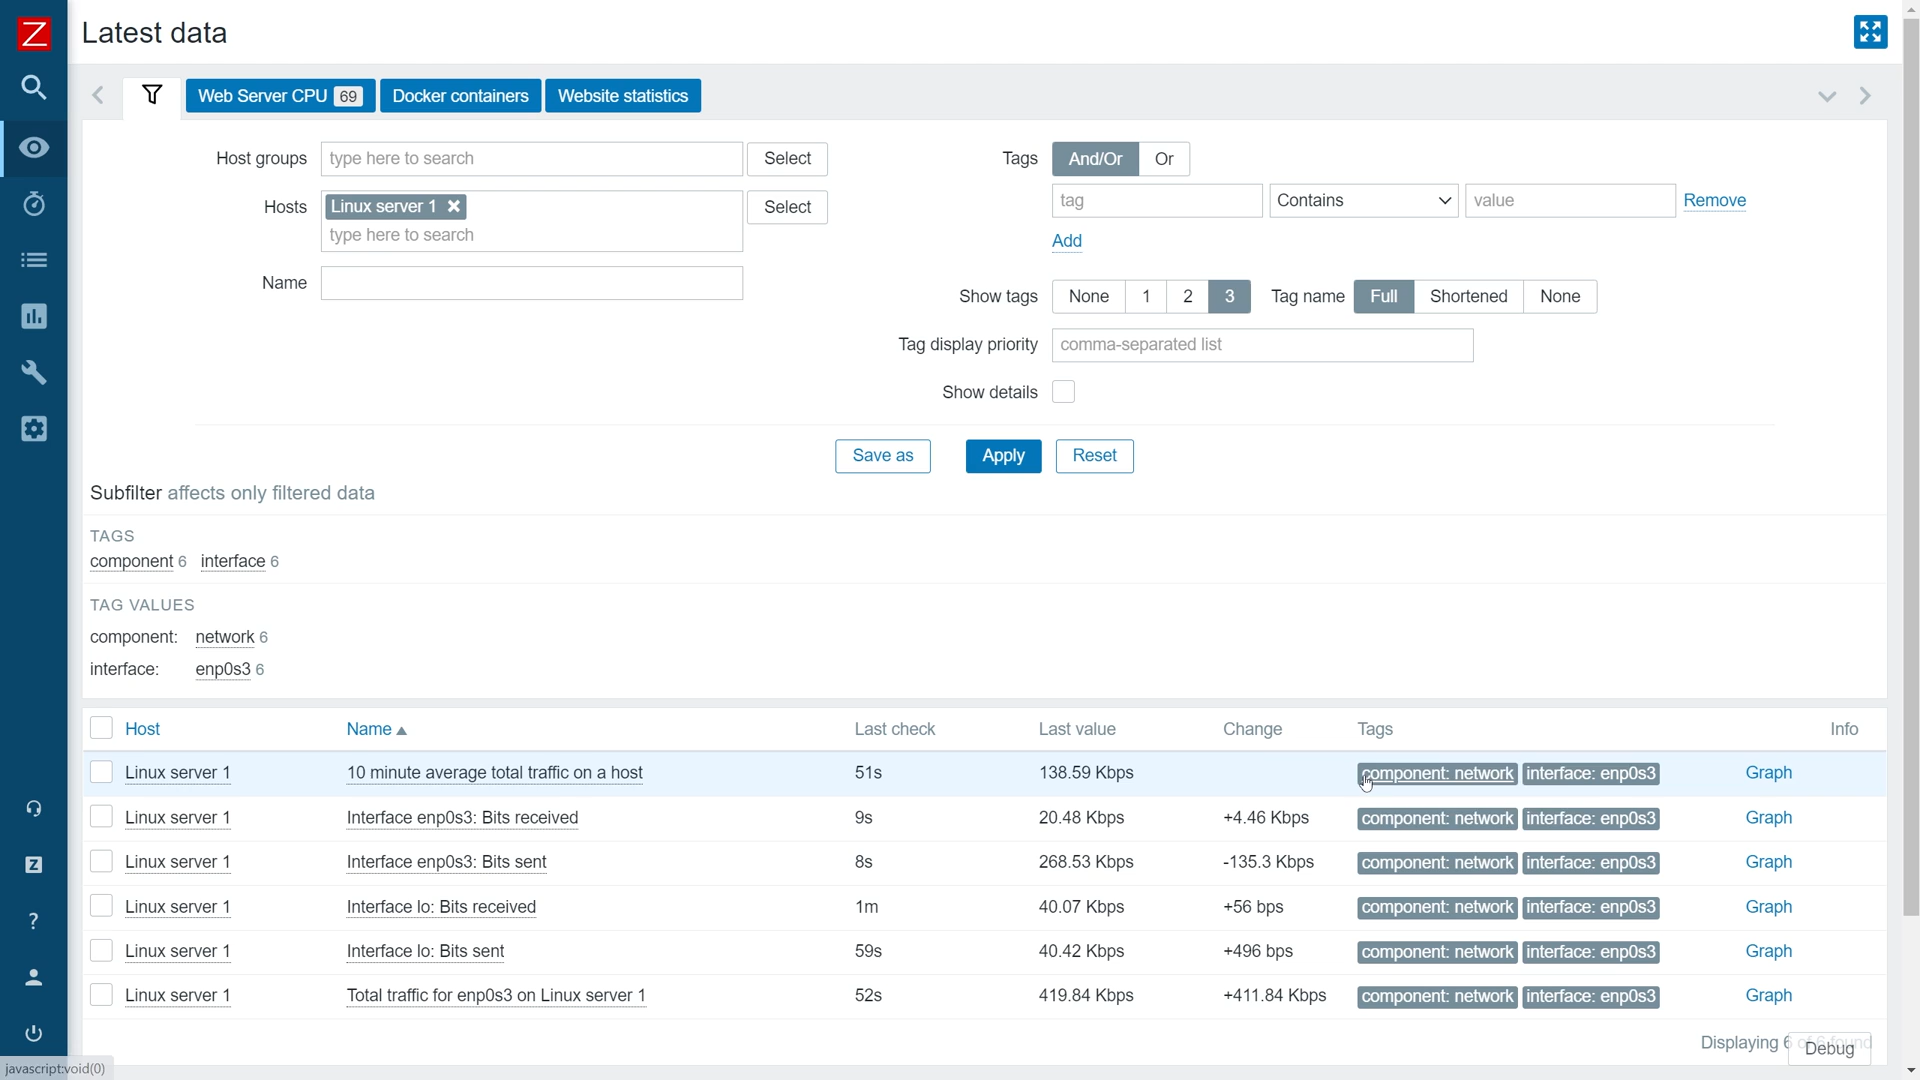 Z
Latest data
Web Server CPU 69 Docker containers Website statistics
Host groups type here to search Select
Hosts Linux server 1 type here to search Select
Name
Tags And/Or Or
tag Contains value Remove
Add
Show tags None 1 2 3 Tag name Full Shortened None
Tag display priority comma-separated list
Show details
Save as Apply Reset
Subfilter affects only filtered data
TAGS
component 6 interface 6
TAG VALUES
component: network 6
interface: enp0s3 6
Host Name Last check Last value Change Tags Info
Linux server 1 10 minute average total traffic on a host 51s 138.59 Kbps component: network interface: enp0s3 Graph
Linux server 1 Interface enp0s3: Bits received 9s 20.48 Kbps +4.46 Kbps component: network interface: enp0s3 Graph
Linux server 1 Interface enp0s3: Bits sent 8s 268.53 Kbps -135.3 Kbps component: network interface: enp0s3 Graph
Linux server 1 Interface lo: Bits received 1m 40.07 Kbps +56 bps component: network interface: enp0s3 Graph
Linux server 1 Interface lo: Bits sent 59s 40.42 Kbps +496 bps component: network interface: enp0s3 Graph
Linux server 1 Total traffic for enp0s3 on Linux server 1 52s 419.84 Kbps +411.84 Kbps component: network interface: enp0s3 Graph
Displaying 6 of 6 found
Debug
Z
?
javascript:void(0)